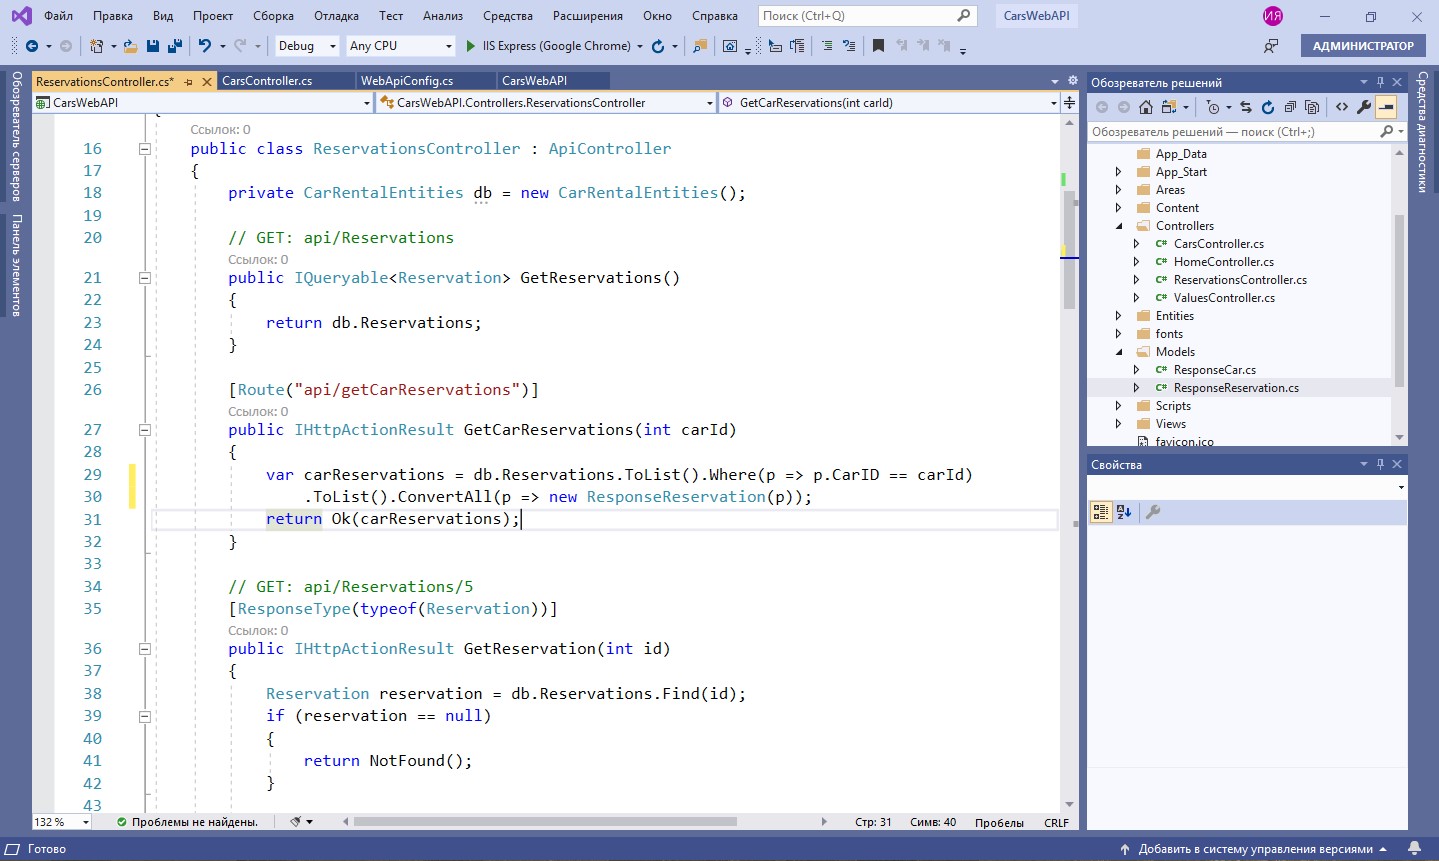 Файл Правка Вид Проект Сборка Отладка Тест Анализ Средства Расширения Окно Справка Поиск (Ctrl+Q) CarsWebAPI ИЯ
Debug Any CPU IIS Express (Google Chrome) АДМИНИСТРАТОР
Обозреватель серверов
Панель элементов
ReservationsController.cs* CarsController.cs WebApiConfig.cs CarsWebAPI
CarsWebAPI CarsWebAPI.Controllers.ReservationsController GetCarReservations(int carId)
{
Ссылок: 0
16 public class ReservationsController : ApiController
17 {
18 private CarRentalEntities db = new CarRentalEntities();
19
20 // GET: api/Reservations
Ссылок: 0
21 public IQueryable<Reservation> GetReservations()
22 {
23 return db.Reservations;
24 }
25
26 [Route("api/getCarReservations")]
Ссылок: 0
27 public IHttpActionResult GetCarReservations(int carId)
28 {
29 var carReservations = db.Reservations.ToList().Where(p => p.CarID == carId)
30 .ToList().ConvertAll(p => new ResponseReservation(p));
31 return Ok(carReservations);
32 }
33
34 // GET: api/Reservations/5
35 [ResponseType(typeof(Reservation))]
Ссылок: 0
36 public IHttpActionResult GetReservation(int id)
37 {
38 Reservation reservation = db.Reservations.Find(id);
39 if (reservation == null)
40 {
41 return NotFound();
42 }
43
132 % Проблемы не найдены. Стр: 31 Симв: 40 Пробелы CRLF
Обозреватель решений
Обозреватель решений — поиск (Ctrl+;)
App_Data
App_Start
Areas
Content
Controllers
C# CarsController.cs
C# HomeController.cs
C# ReservationsController.cs
C# ValuesController.cs
Entities
fonts
Models
C# ResponseCar.cs
C# ResponseReservation.cs
Scripts
Views
favicon.ico
Свойства
Средства диагностики
Готово Добавить в систему управления версиями